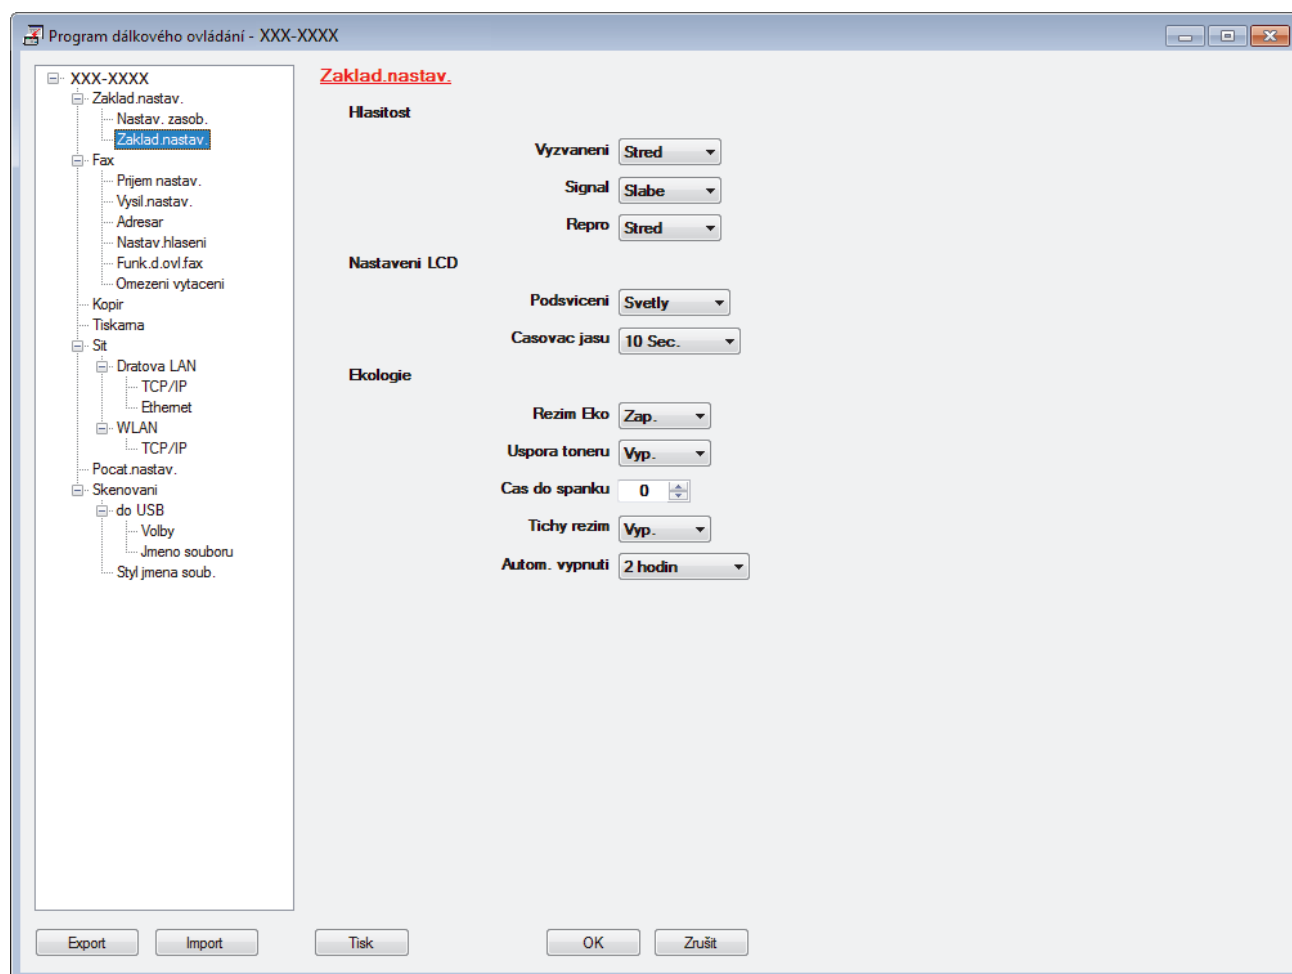 Program dálkového ovládání - XXX-XXXX
XXX-XXXX
Zaklad.nastav.
Nastav. zasob.
Zaklad.nastav.
Fax
Prijem nastav.
Vysil.nastav.
Adresar
Nastav.hlaseni
Funk.d.ovl.fax
Omezeni vytaceni
Kopir
Tiskarna
Sit
Dratova LAN
TCP/IP
Ethernet
WLAN
TCP/IP
Pocat.nastav.
Skenovani
do USB
Volby
Jmeno souboru
Styl jmena soub.
Zaklad.nastav.
Hlasitost
Vyzvaneni Stred
Signal Slabe
Repro Stred
Nastaveni LCD
Podsviceni Svetly
Casovac jasu 10 Sec.
Ekologie
Rezim Eko Zap.
Uspora toneru Vyp.
Cas do spanku 0
Tichy rezim Vyp.
Autom. vypnuti 2 hodin
Export Import Tisk OK Zrušit